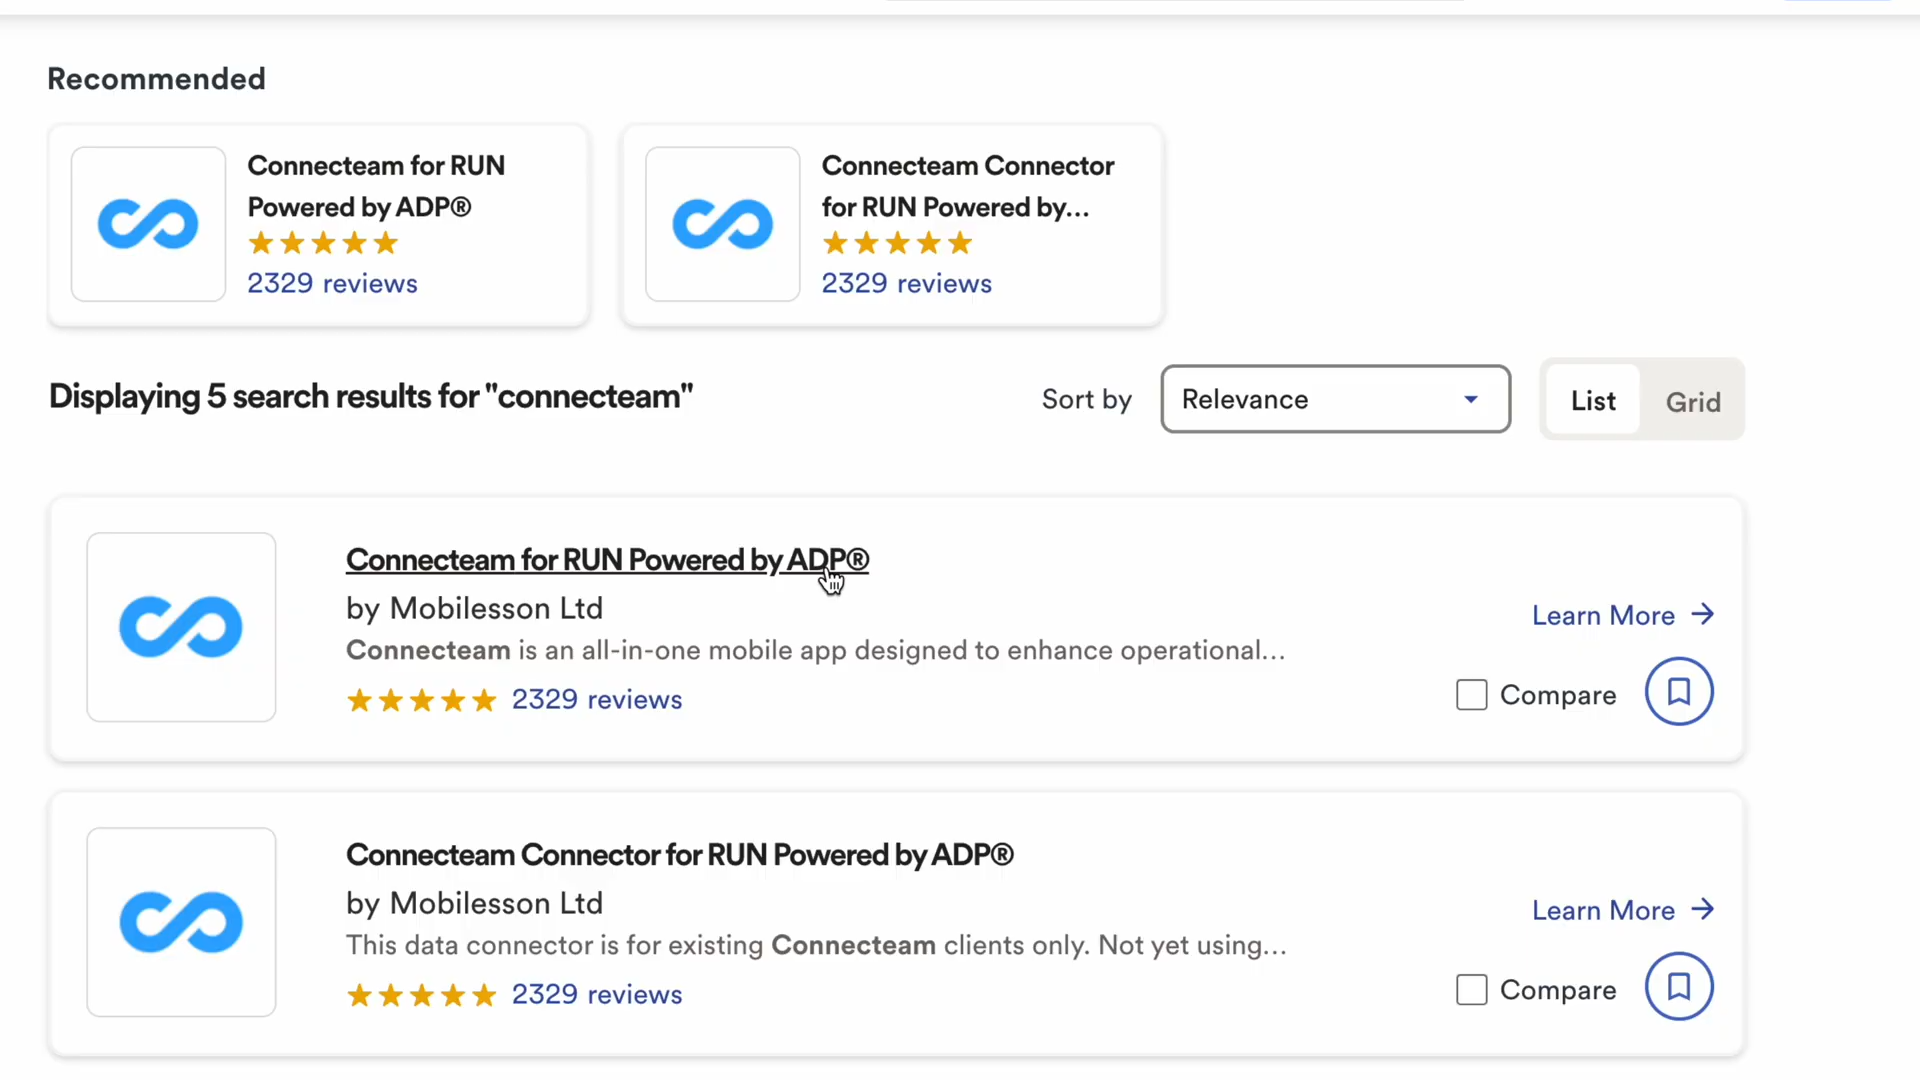 Recommended
Connecteam for RUN
Powered by ADP®
2329 reviews
Connecteam Connector
for RUN Powered by...
2329 reviews
Displaying 5 search results for "connecteam"
Sort by
Relevance
List
Grid
Connecteam for RUN Powered by ADP®
by Mobilesson Ltd
Connecteam is an all-in-one mobile app designed to enhance operational...
2329 reviews
Learn More
Compare
Connecteam Connector for RUN Powered by ADP®
by Mobilesson Ltd
This data connector is for existing Connecteam clients only. Not yet using...
2329 reviews
Learn More
Compare